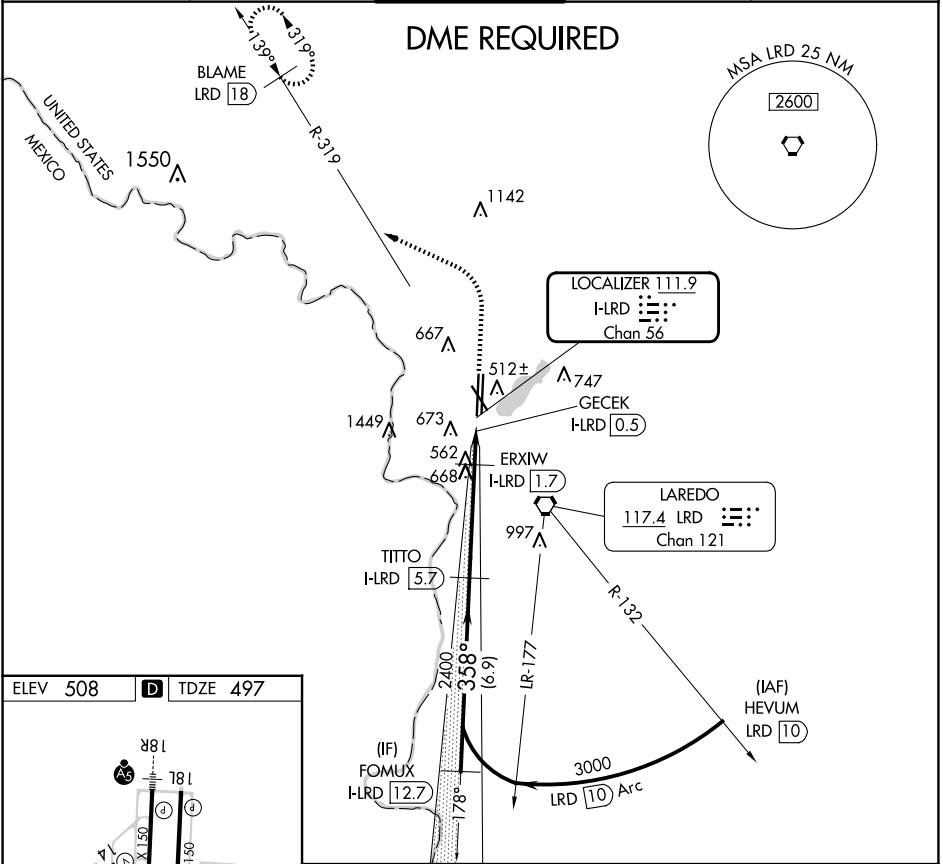 DME REQUIRED
319°
139°
BLAME
LRD 18
R-319
MSA LRD 25 NM
2600
UNITED STATES
MEXICO
1550
1142
LOCALIZER 111.9
I-LRD
Chan 56
667
512±
747
GECEK
I-LRD 0.5
1449
673
562
668
ERXIW
I-LRD 1.7
LAREDO
117.4 LRD
Chan 121
997
TITTO
I-LRD 5.7
R-132
2400
358°
(6.9)
LR-177
(IAF)
HEVUM
LRD 10
(IF)
FOMUX
I-LRD 12.7
178°
3000
LRD 10 Arc
ELEV 508 D TDZE 497
18R
18L
A5
P
P
X 150
150
14